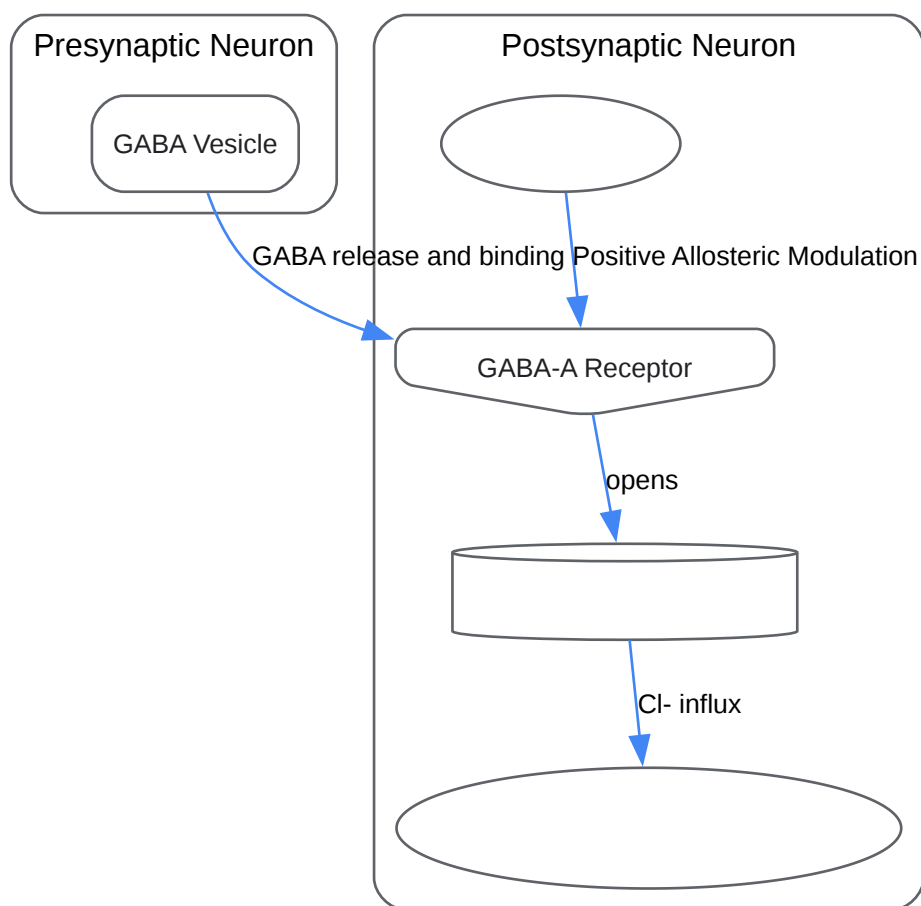 Presynaptic Neuron
Postsynaptic Neuron
GABA Vesicle
GABA release and binding
Positive Allosteric Modulation
GABA-A Receptor
opens
Cl- influx